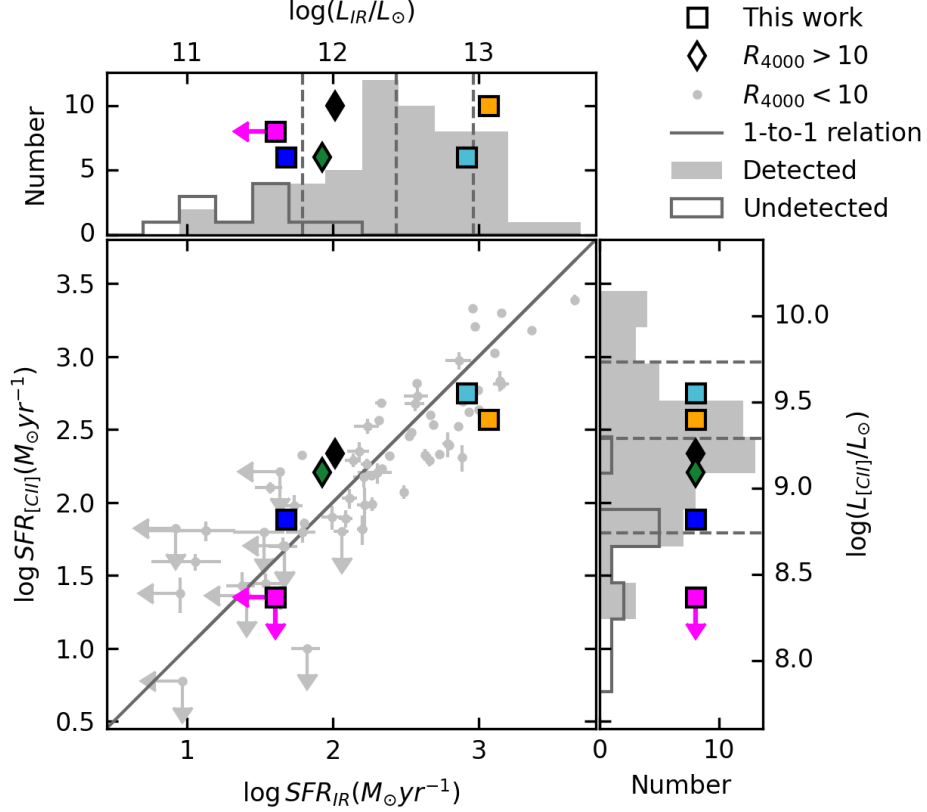 log(L_IR/L_⊙)
11 12 13
10
5
0
Number
This work
R_4000 > 10
R_4000 < 10
1-to-1 relation
Detected
Undetected
3.5
3.0
2.5
2.0
1.5
1.0
0.5
log SFR_[CII](M_⊙yr^−1)
1 2 3
log SFR_IR(M_⊙yr^−1)
10.0
9.5
9.0
8.5
8.0
log(L_[CII]/L_⊙)
0 10
Number